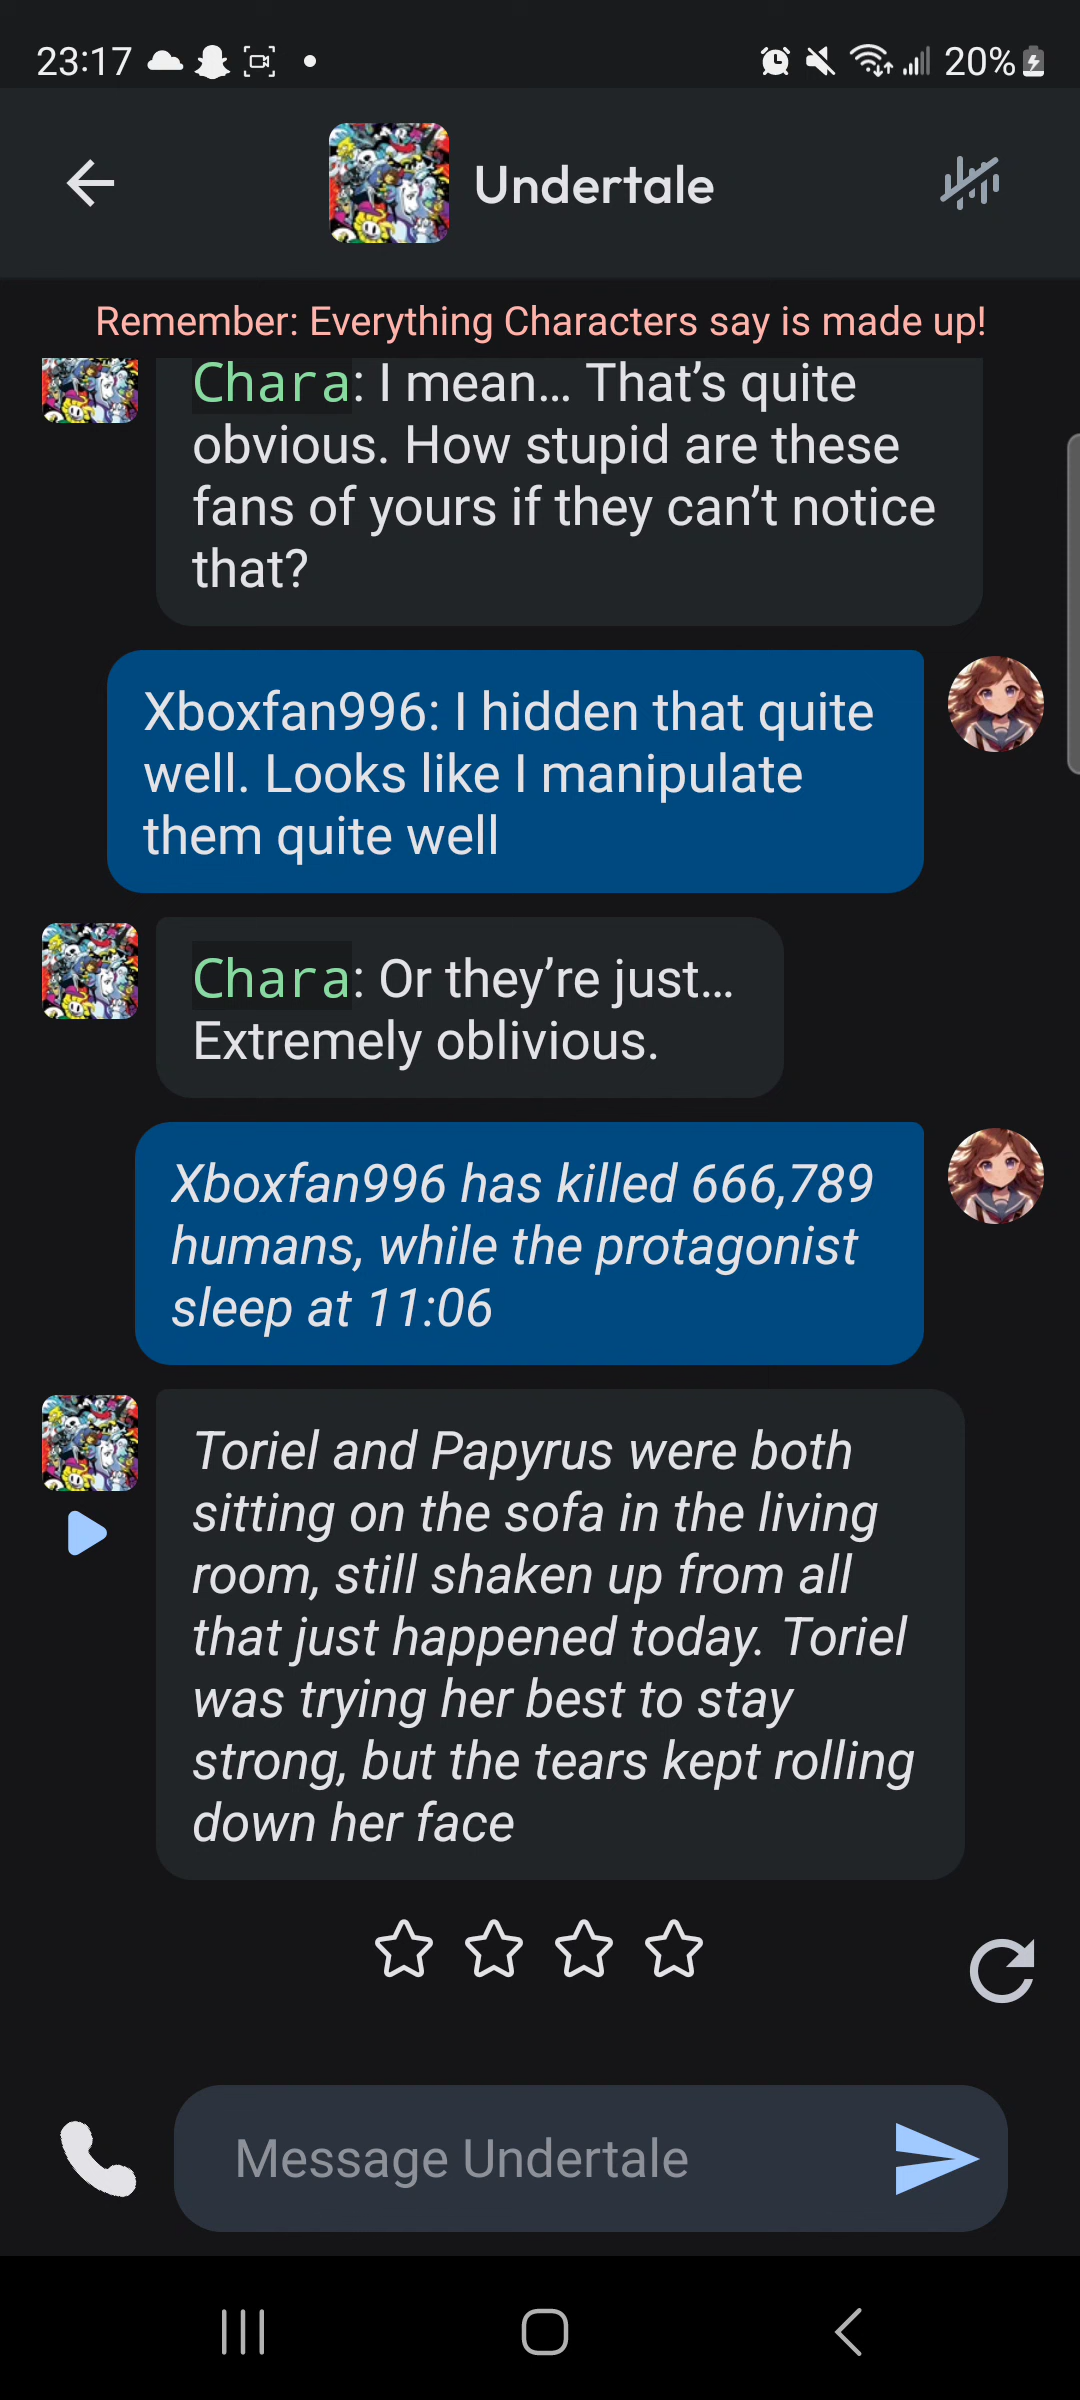 23:17
20%
Undertale
Remember: Everything Characters say is made up!
Chara: I mean... That's quite
obvious. How stupid are these
fans of yours if they can't notice
that?
Xboxfan996: I hidden that quite
well. Looks like I manipulate
them quite well
Chara: Or they're just...
Extremely oblivious.
Xboxfan996 has killed 666,789
humans, while the protagonist
sleep at 11:06
Toriel and Papyrus were both
sitting on the sofa in the living
room, still shaken up from all
that just happened today. Toriel
was trying her best to stay
strong, but the tears kept rolling
down her face
Message Undertale